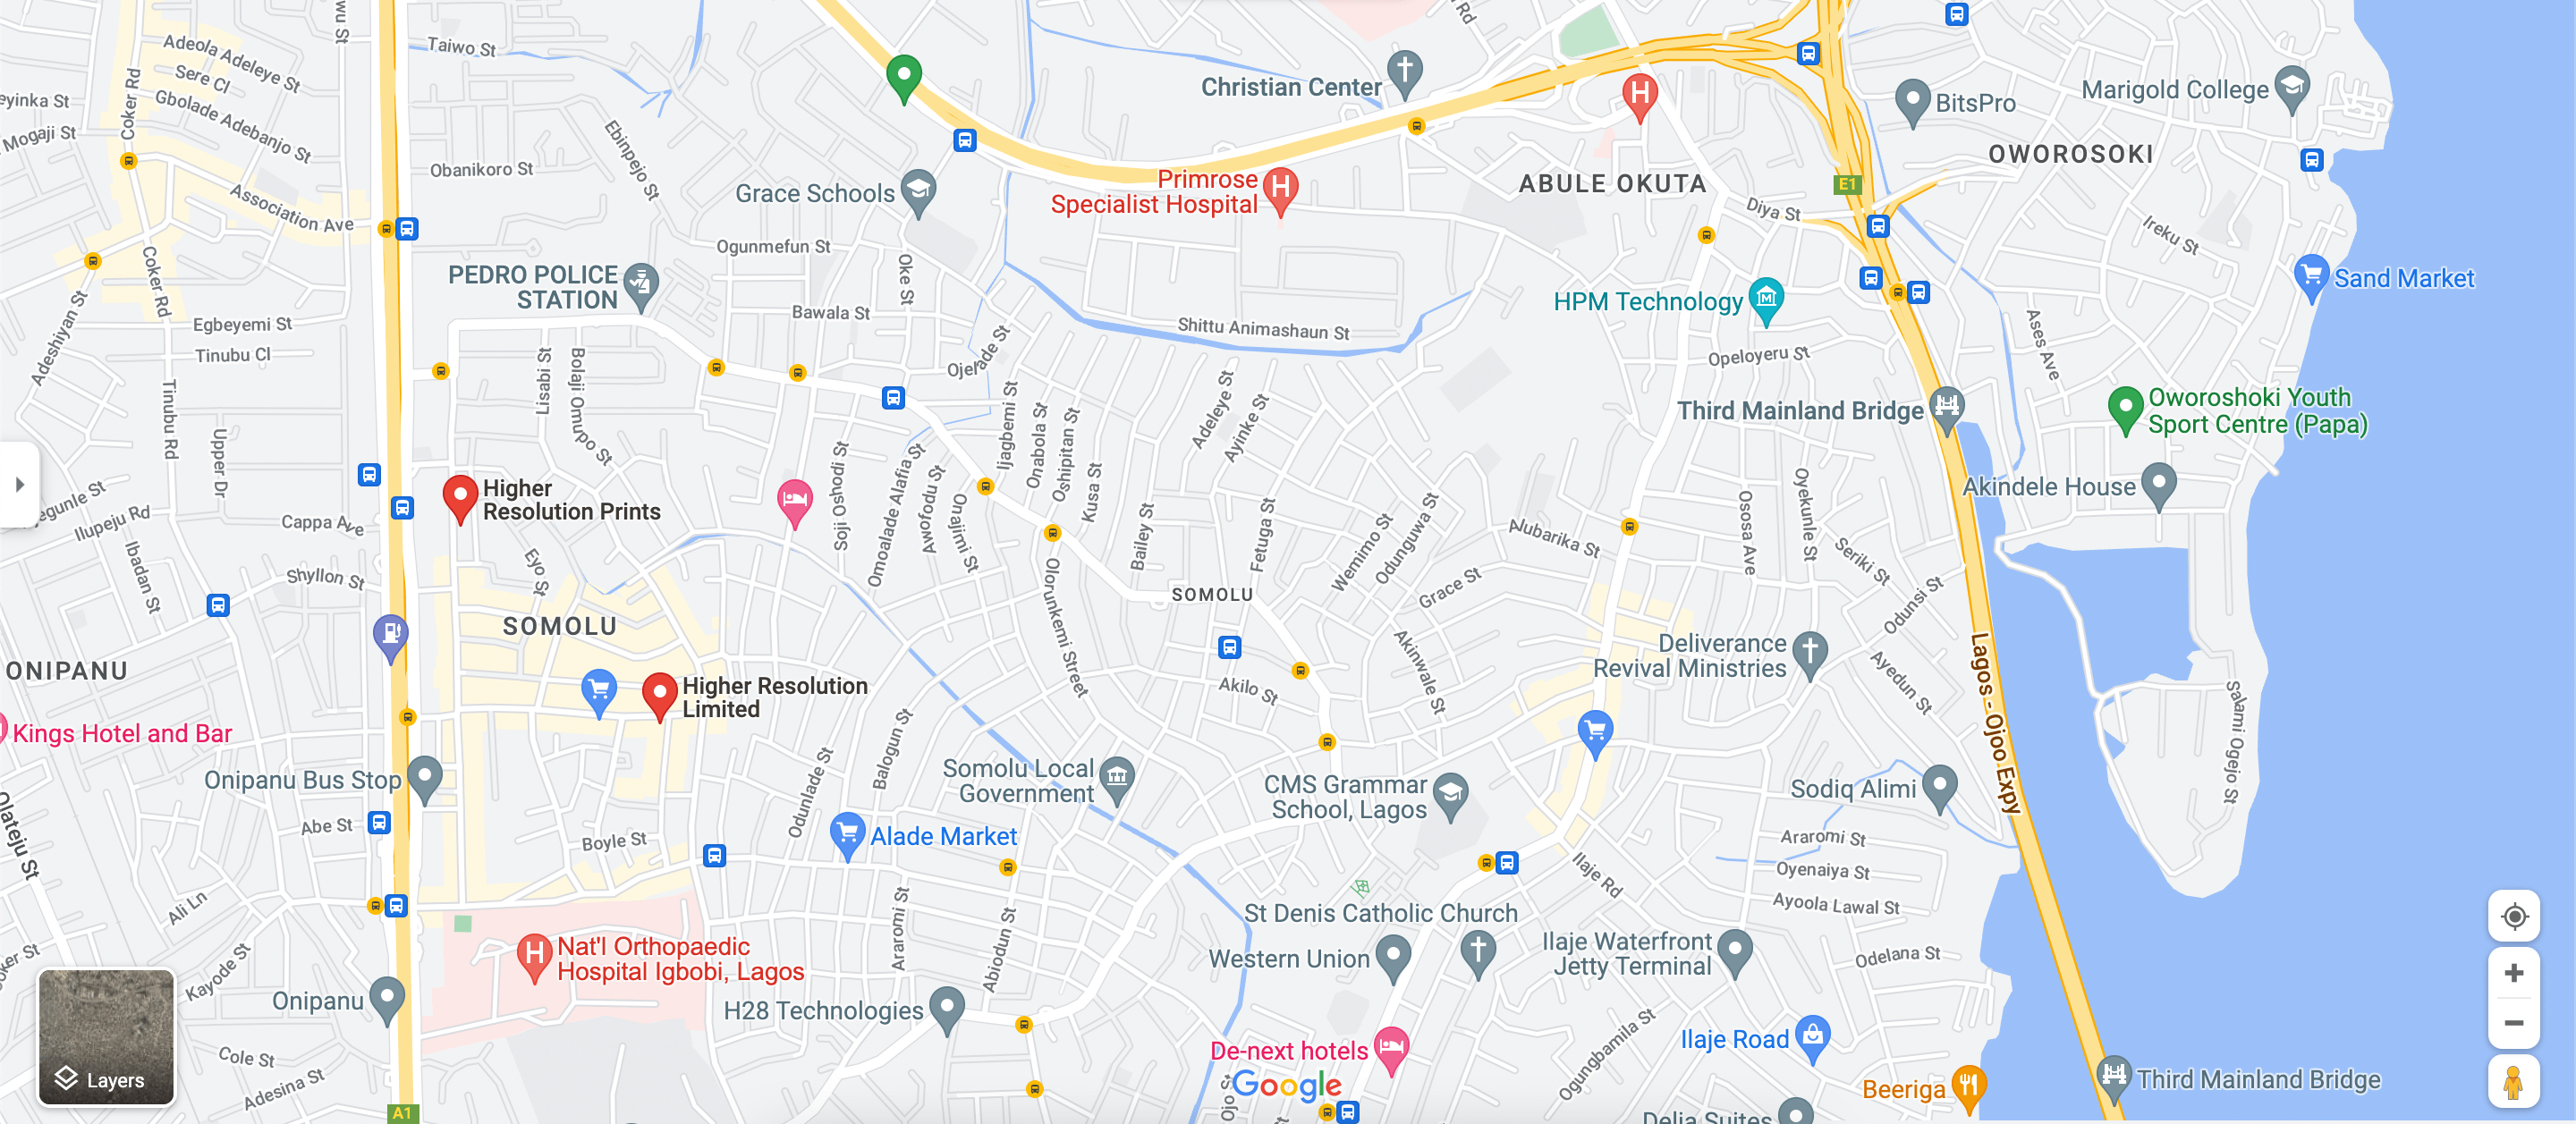 Taiwo St
Adeola Adeleye St
Sere Cl
Gbolade Adebanjo St
Coker Rd
Mogaji St
Association Ave
Obanikoro St
Ebinpejo St
Christian Center
BitsPro
Marigold College
OWOROSOKI
Grace Schools
Primrose
Specialist Hospital
ABULE OKUTA
E1
Diya St
Ireku St
Ogunmefun St
Oke St
PEDRO POLICE
STATION
Coker Rd
Sand Market
HPM Technology
Adeshiyan St
Egbeyemi St
Tinubu Cl
Bawala St
Shittu Animashaun St
Ases Ave
Opeloyeru St
Ojelade St
Lisabi St
Bolaji Omupo St
Tinubu Rd
Upper Dr
Ijagbemi St
Onabola St
Oshipitan St
Kusa St
Adeleye St
Ayinke St
Third Mainland Bridge
Oworoshoki Youth
Sport Centre (Papa)
Soji Oshodi St
Omoalade Alafia St
Awofodu St
Onajimi St
Higher
Resolution Prints
Akindele House
Ilupeju Rd
Cappa Ave
Bailey St
Fetuga St
Wemimo St
Odunguwa St
Alubarika St
Ososa Ave
Oyekunle St
Seriki St
Ibadan St
Shyllon St
Eyo St
Olorunkemi Street
SOMOLU
Grace St
Odunsi St
SOMOLU
ONIPANU
Akinwale St
Deliverance
Revival Ministries
Ayedun St
Lagos - Ojoo Expy
Higher Resolution
Limited
Akilo St
Sakami Ogejo St
Kings Hotel and Bar
Balogun St
Odunlade St
Onipanu Bus Stop
Somolu Local
Government
CMS Grammar
School, Lagos
Sodiq Alimi
Olateju St
Abe St
Boyle St
Alade Market
Araromi St
Ilaje Rd
Oyenaiya St
Ali Ln
Ayoola Lawal St
Araromi St
Abiodun St
St Denis Catholic Church
Western Union
Ilaje Waterfront
Jetty Terminal
Odelana St
Nat'l Orthopaedic
Hospital Igbobi, Lagos
Kayode St
Onipanu
H28 Technologies
Ogungbamila St
Ilaje Road
De-next hotels
Google
Cole St
Adesina St
Layers
Ojo St
Beeriga
Third Mainland Bridge
A1
Delia Suites